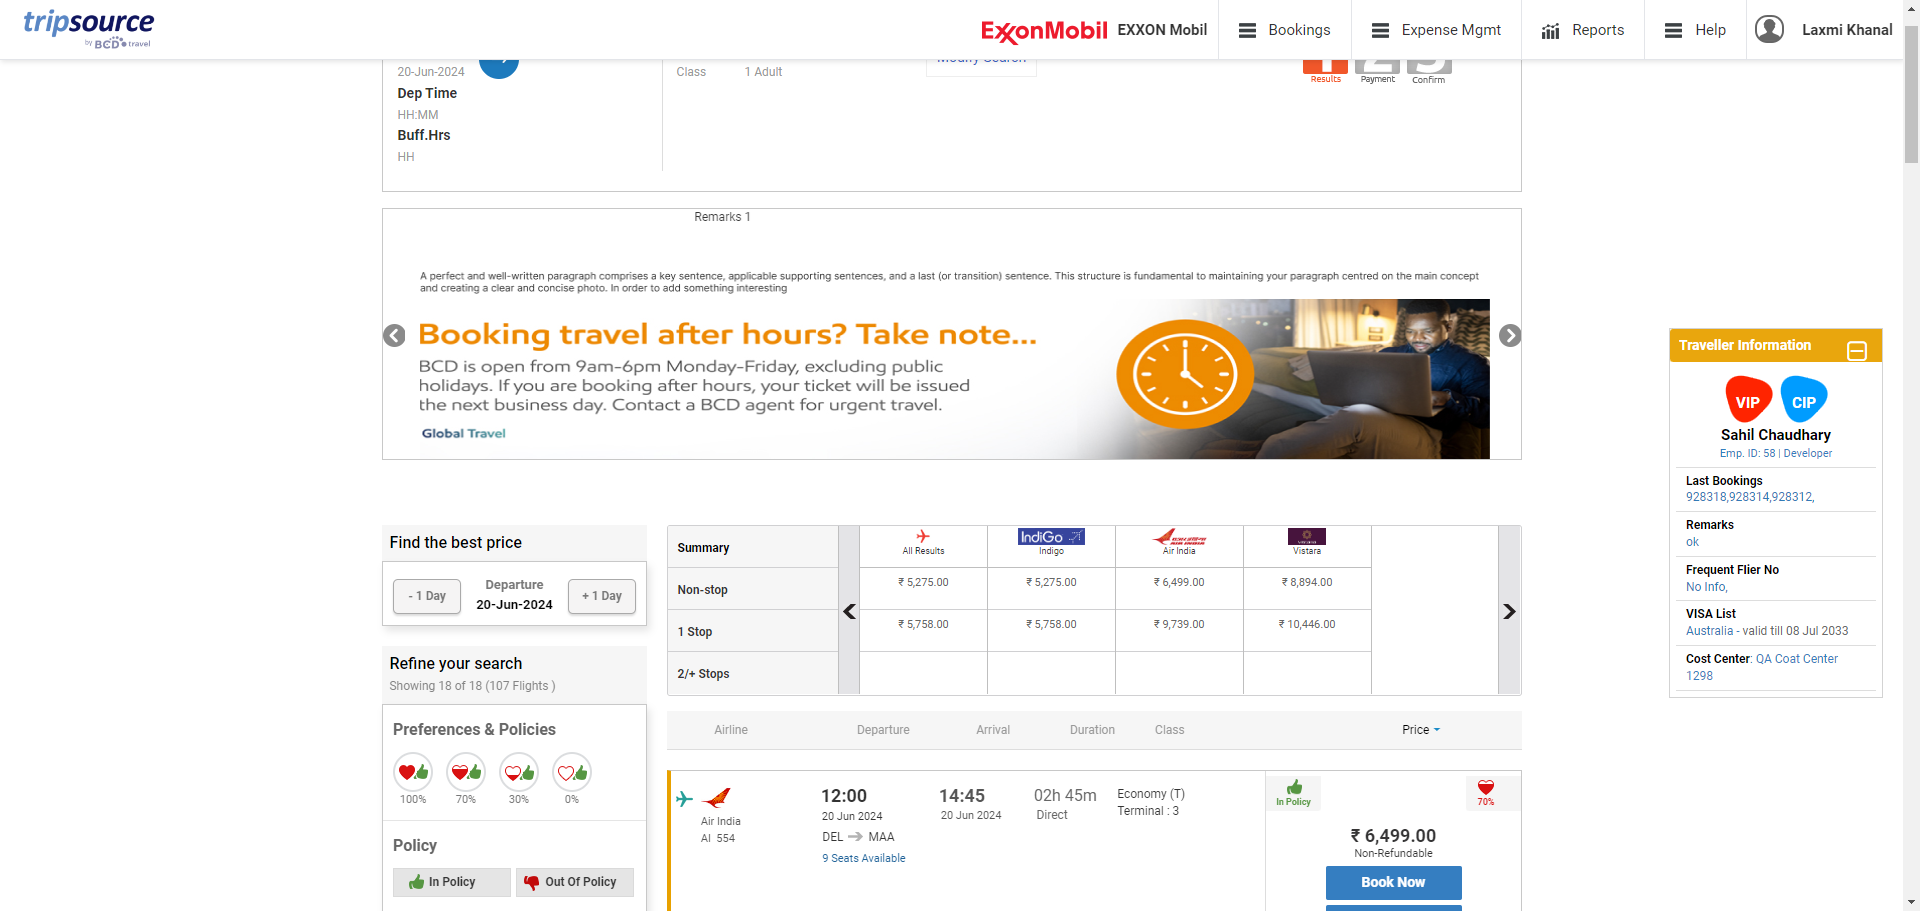 tripsource
by BCD travel
ExxonMobil
EXXON Mobil
Bookings
Expense Mgmt
Reports
Help
Laxmi Khanal
20-Jun-2024
Dep Time
HH:MM
Buff.Hrs
HH
Class
1 Adult
Modify Search
Results
Payment
Confirm
Remarks 1
A perfect and well-written paragraph comprises a key sentence, applicable supporting sentences, and a last (or transition) sentence. This structure is fundamental to maintaining your paragraph centred on the main concept
and creating a clear and concise photo. In order to add something interesting
Booking travel after hours? Take note...
BCD is open from 9am-6pm Monday-Friday, excluding public
holidays. If you are booking after hours, your ticket will be issued
the next business day. Contact a BCD agent for urgent travel.
Global Travel
Traveller Information
VIP
CIP
Sahil Chaudhary
Emp. ID: 58 | Developer
Last Bookings
928318,928314,928312,
Remarks
ok
Frequent Flier No
No Info,
VISA List
Australia - valid till 08 Jul 2033
Cost Center: QA Coat Center
1298
Find the best price
- 1 Day
Departure
20-Jun-2024
+ 1 Day
Refine your search
Showing 18 of 18 (107 Flights )
Preferences & Policies
100%
70%
30%
0%
Policy
In Policy
Out Of Policy
Summary
All Results
IndiGo
Indigo
Air India
Vistara
Non-stop
₹ 5,275.00
₹ 5,275.00
₹ 6,499.00
₹ 8,894.00
1 Stop
₹ 5,758.00
₹ 5,758.00
₹ 9,739.00
₹ 10,446.00
2/+ Stops
Airline
Departure
Arrival
Duration
Class
Price
Air India
AI 554
12:00
20 Jun 2024
DEL
MAA
9 Seats Available
14:45
20 Jun 2024
02h 45m
Direct
Economy (T)
Terminal : 3
In Policy
70%
₹ 6,499.00
Non-Refundable
Book Now